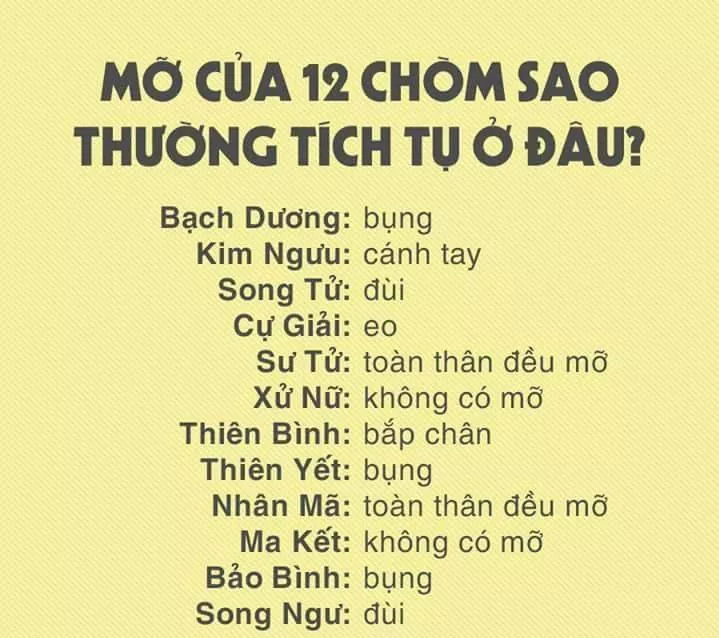 MỠ CỦA 12 CHÒM SAO
THƯỜNG TÍCH TỤ Ở ĐÂU?
Bạch Dương: bụng
Kim Ngưu: cánh tay
Song Tử: đùi
Cự Giải: eo
Sư Tử: toàn thân đều mỡ
Xử Nữ: không có mỡ
Thiên Bình: bắp chân
Thiên Yết: bụng
Nhân Mã: toàn thân đều mỡ
Ma Kết: không có mỡ
Bảo Bình: bụng
Song Ngư: đùi